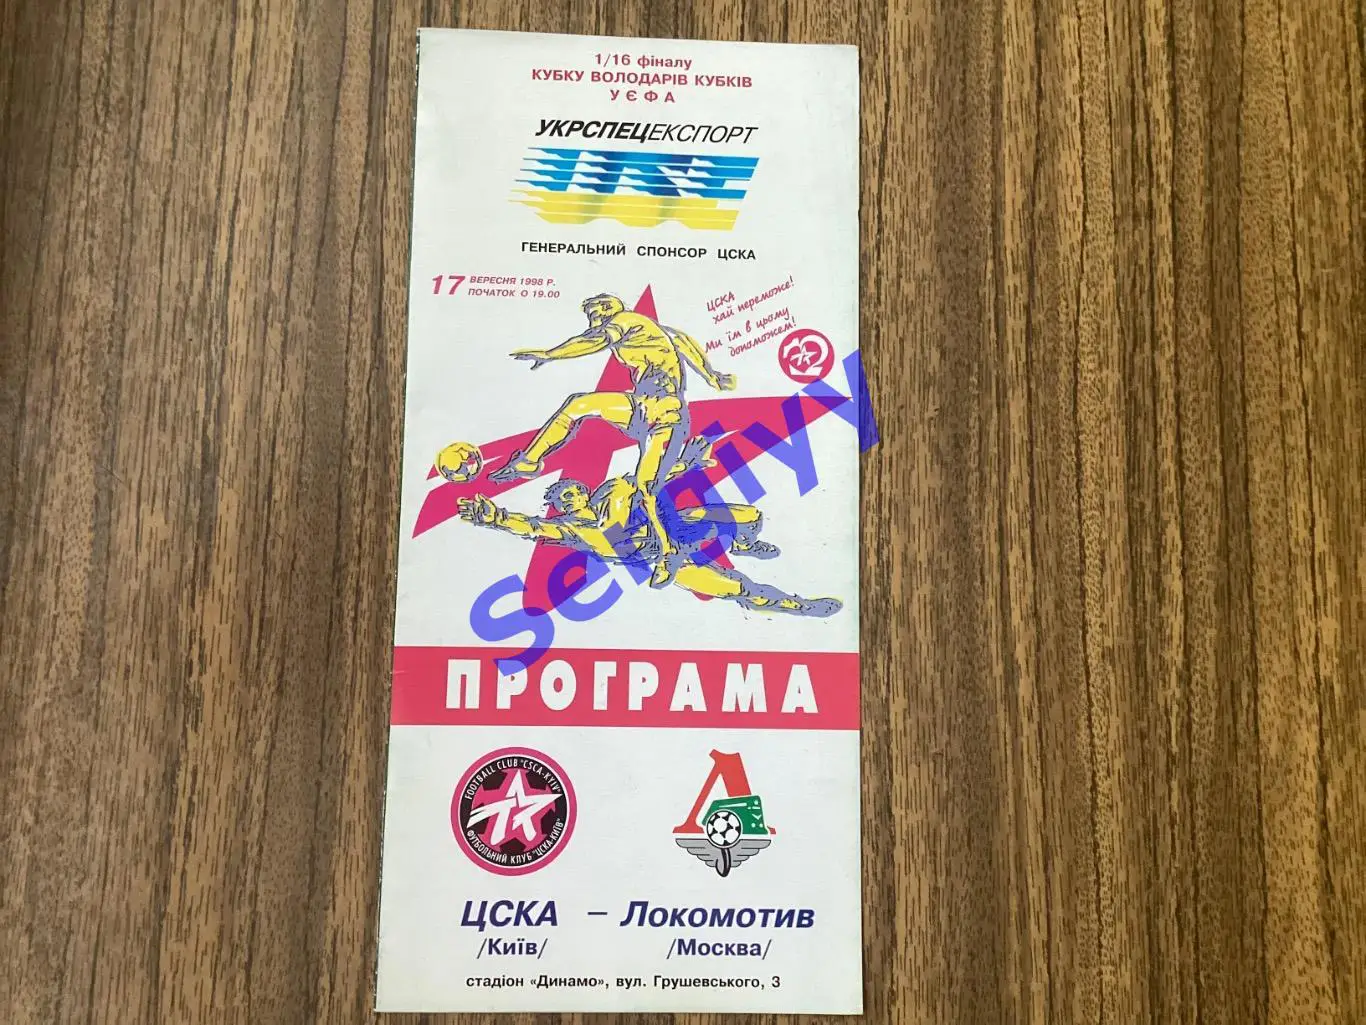 1/16 фіналу
КУБКУ ВОЛОДАРІВ КУБКІВ
УЄФА
УКРСПЕЦЕКСПОРТ
ГЕНЕРАЛЬНИЙ СПОНСОР ЦСКА
17 ВЕРЕСНЯ 1998 Р.
ПОЧАТОК О 19.00
ЦСКА
хай переможе!
Ми їм в цьому
допоможем!
12
Sergiyy
ПРОГРАМА
FOOTBALL CLUB "CSCA-KYIV"
ФУТБОЛЬНИЙ КЛУБ "ЦСКА-КИЇВ"
ЦСКА – Локомотив
/Київ/ /Москва/
стадіон «Динамо», вул. Грушевського, 3